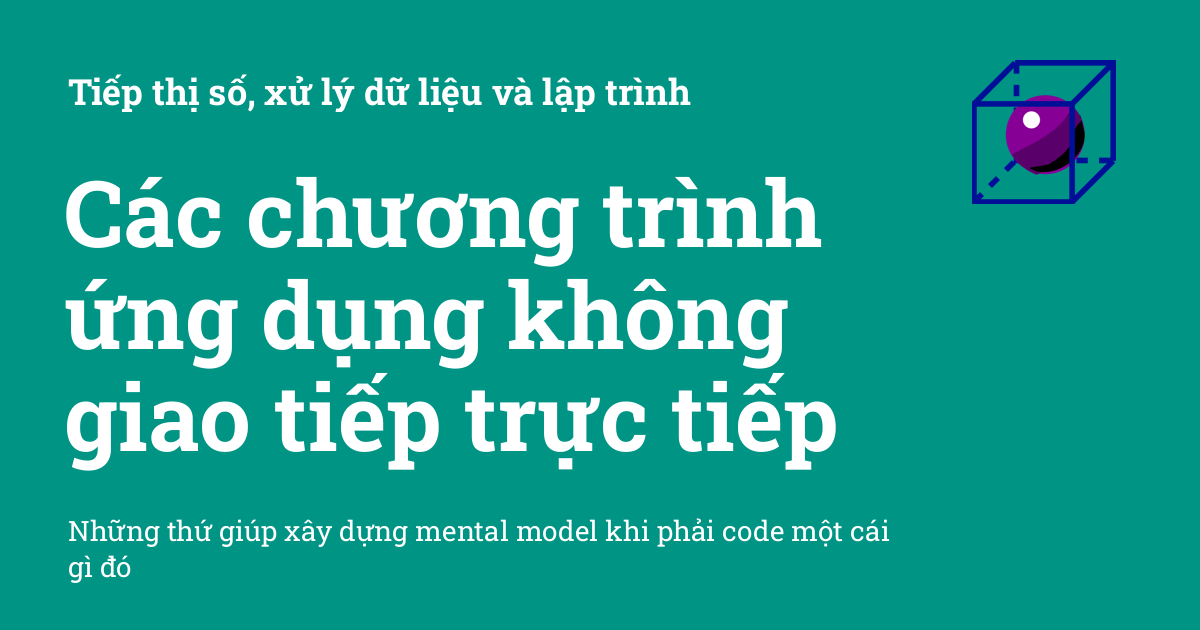 Tiếp thị số, xử lý dữ liệu và lập trình
Các chương trình
ứng dụng không
giao tiếp trực tiếp
Những thứ giúp xây dựng mental model khi phải code một cái
gì đó